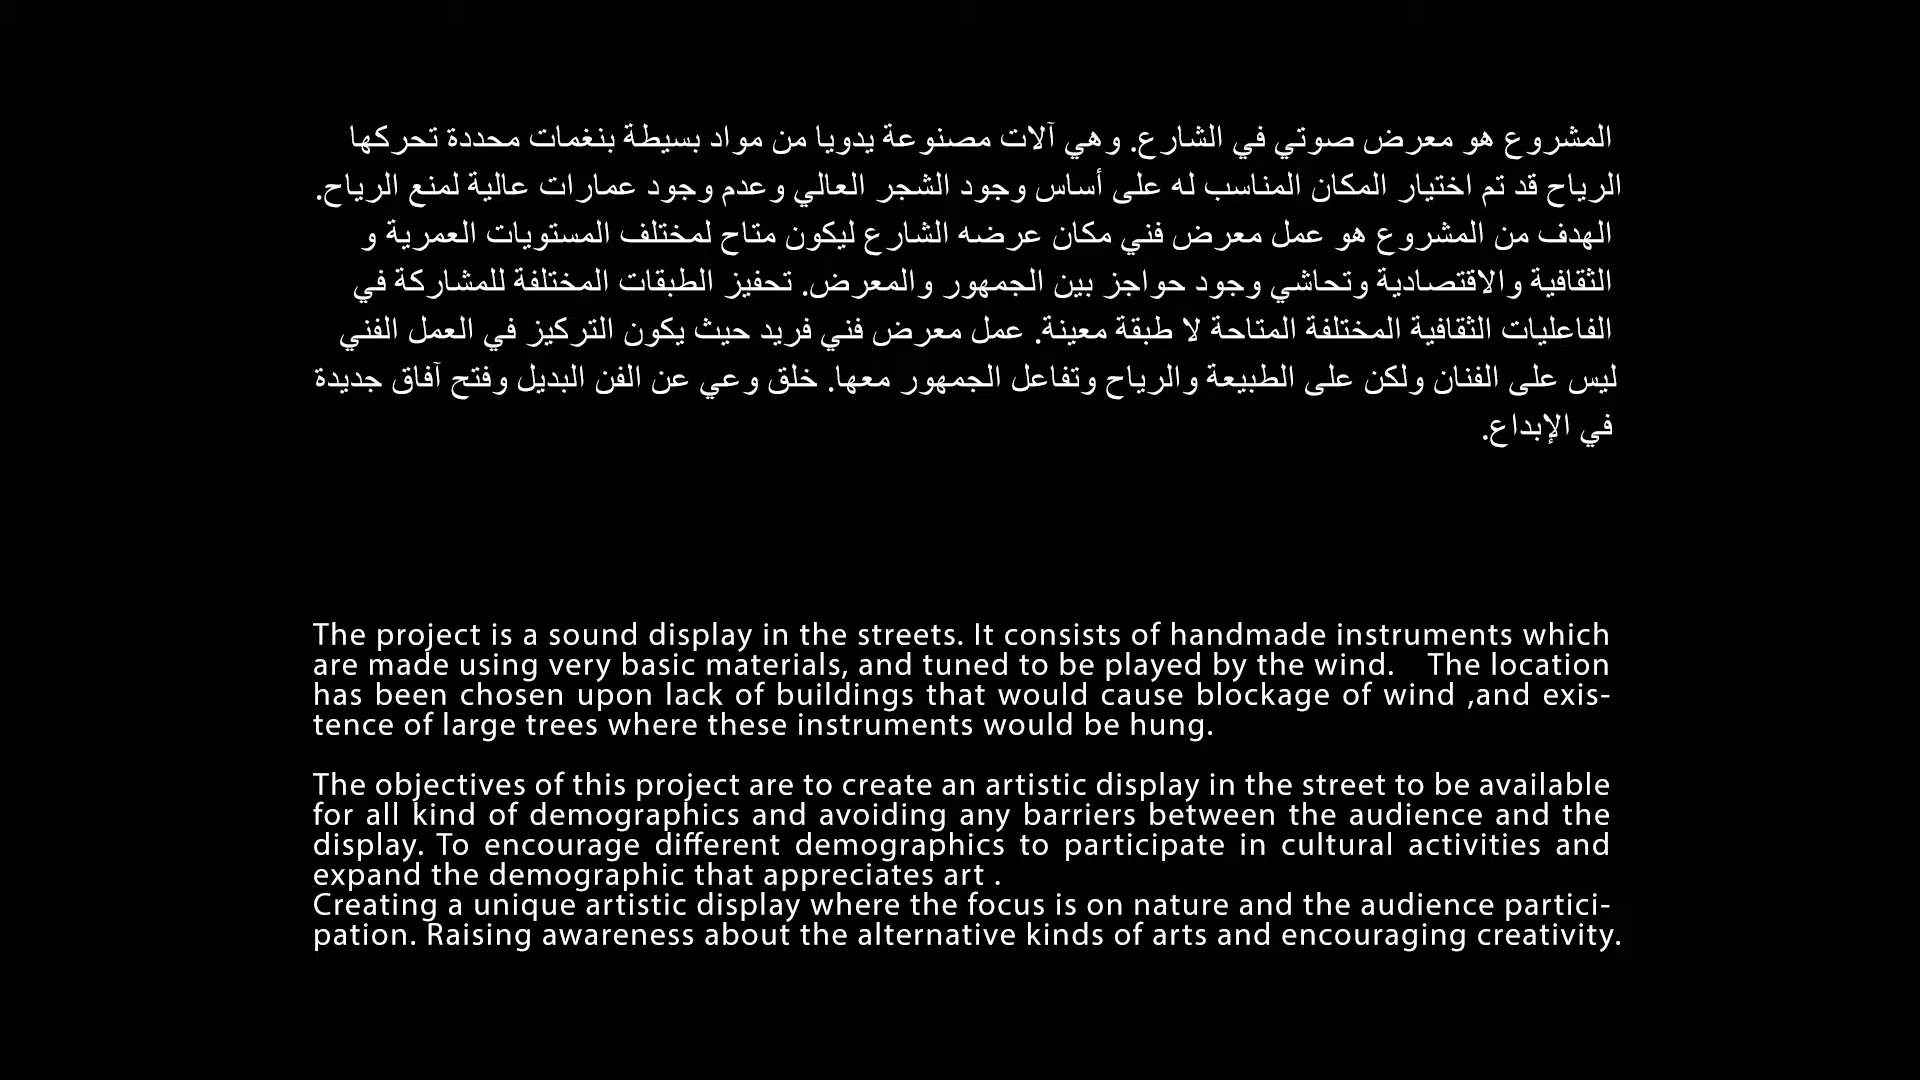 المشروع هو معرض صوتي في الشارع. وهي آلات مصنوعة يدويا من مواد بسيطة بنغمات محددة تحركها
الرياح قد تم اختيار المكان المناسب له على أساس وجود الشجر العالي وعدم وجود عمارات عالية لمنع الرياح.
الهدف من المشروع هو عمل معرض فني مكان عرضه الشارع ليكون متاح لمختلف المستويات العمرية و
الثقافية والاقتصادية وتحاشي وجود حواجز بين الجمهور والمعرض. تحفيز الطبقات المختلفة للمشاركة في
الفاعليات الثقافية المختلفة المتاحة لا طبقة معينة. عمل معرض فني فريد حيث يكون التركيز في العمل الفني
ليس على الفنان ولكن على الطبيعة والرياح وتفاعل الجمهور معها. خلق وعي عن الفن البديل وفتح آفاق جديدة
في الإبداع.
The project is a sound display in the streets. It consists of handmade instruments which
are made using very basic materials, and tuned to be played by the wind. The location
has been chosen upon lack of buildings that would cause blockage of wind ,and exis-
tence of large trees where these instruments would be hung.
The objectives of this project are to create an artistic display in the street to be available
for all kind of demographics and avoiding any barriers between the audience and the
display. To encourage different demographics to participate in cultural activities and
expand the demographic that appreciates art .
Creating a unique artistic display where the focus is on nature and the audience partici-
pation. Raising awareness about the alternative kinds of arts and encouraging creativity.